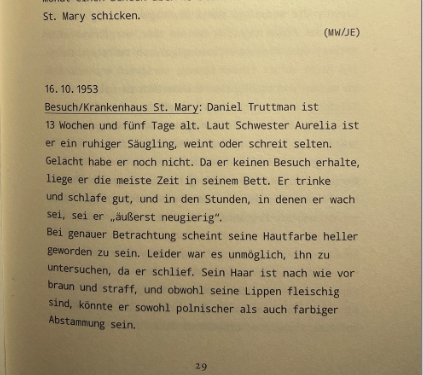 St. Mary schicken.
(MW/JE)
16.10.1953
Besuch/Krankenhaus St. Mary: Daniel Truttman ist
13 Wochen und fünf Tage alt. Laut Schwester Aurelia ist
er ein ruhiger Säugling, weint oder schreit selten.
Gelacht habe er noch nicht. Da er keinen Besuch erhalte,
liege er die meiste Zeit in seinem Bett. Er trinke
und schlafe gut, und in den Stunden, in denen er wach
sei, sei er „äußerst neugierig“.
Bei genauer Betrachtung scheint seine Hautfarbe heller
geworden zu sein. Leider war es unmöglich, ihn zu
untersuchen, da er schlief. Sein Haar ist nach wie vor
braun und straff, und obwohl seine Lippen fleischig
sind, könnte er sowohl polnischer als auch farbiger
Abstammung sein.
29